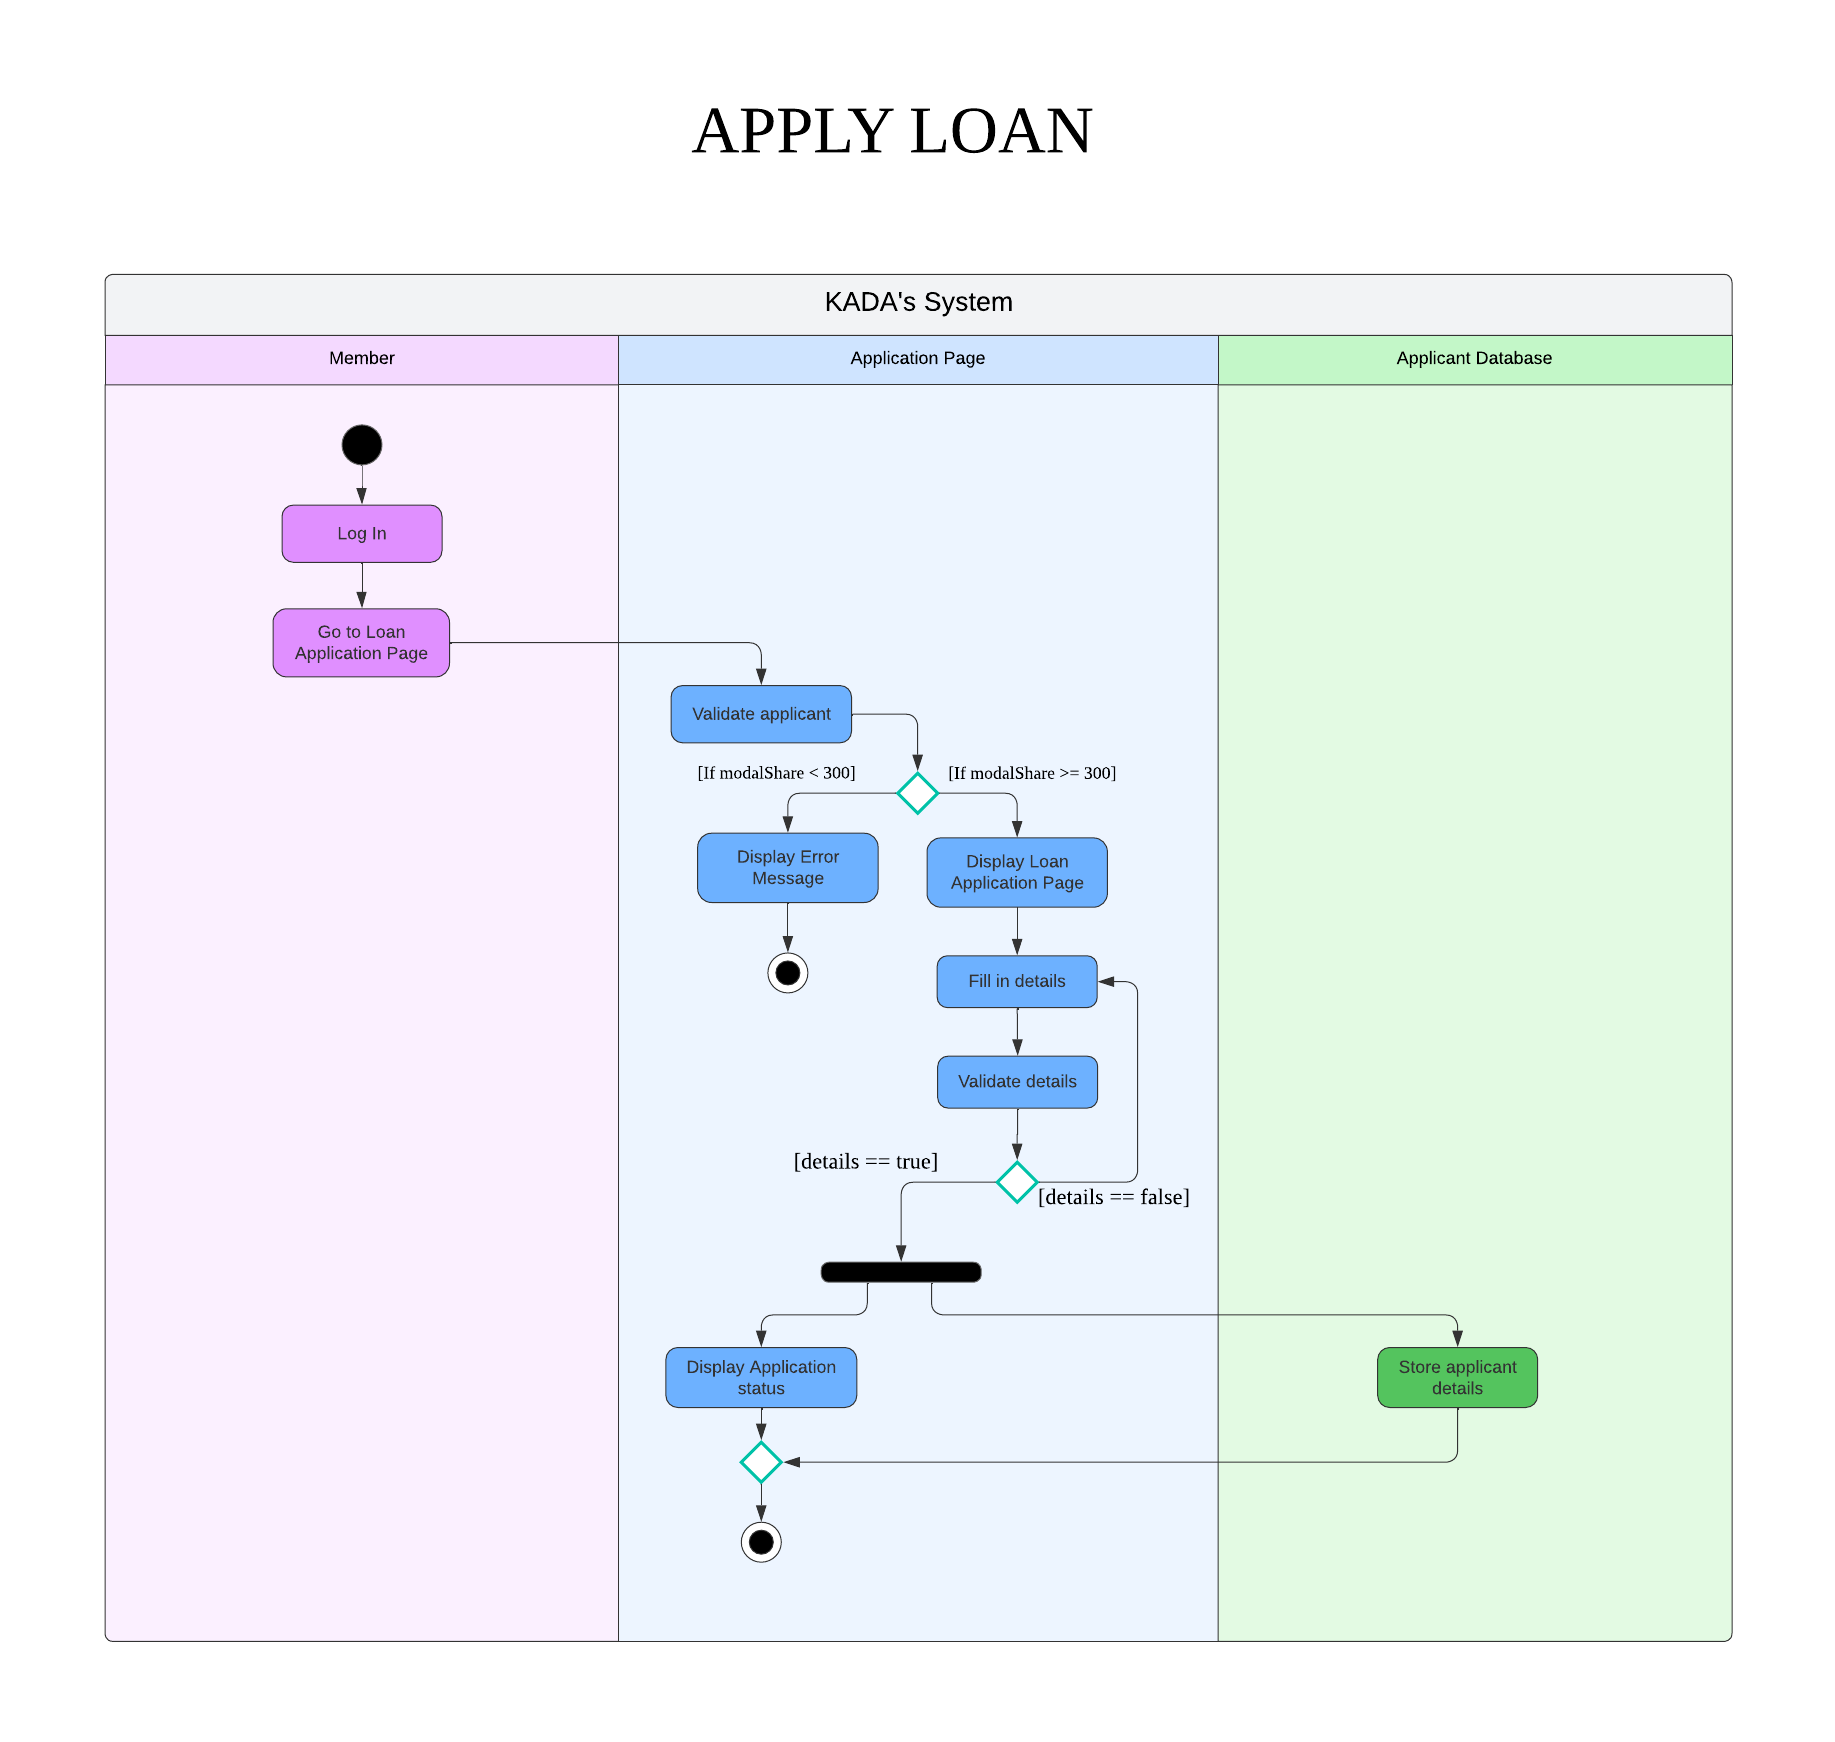 APPLY LOAN
KADA's System
Member
Application Page
Applicant Database
Log In
Go to Loan
Application Page
Validate applicant
[If modalShare < 300]
[If modalShare >= 300]
Display Error
Message
Display Loan
Application Page
Fill in details
Validate details
[details == true]
[details == false]
Display Application
status
Store applicant
details